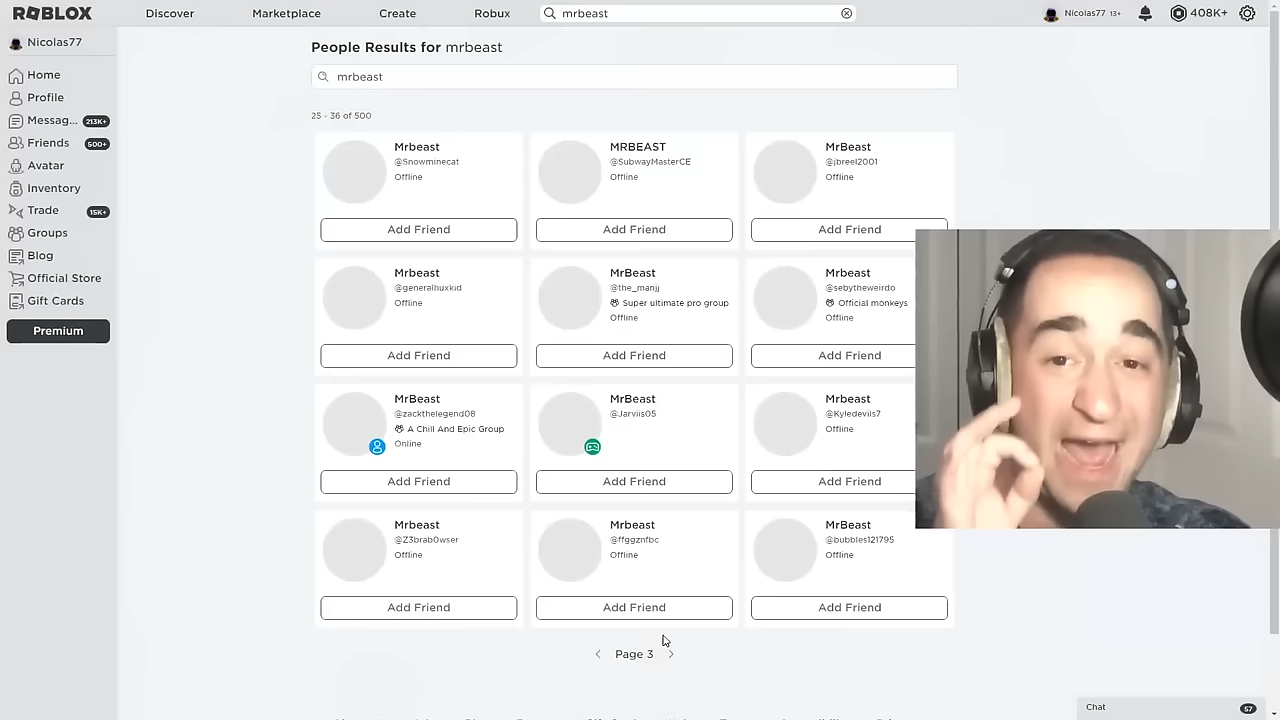 ROBLOX Discover Marketplace Create Robux mrbeast Nicolas77 13+ 408K+
Nicolas77
Home
Profile
Messag... 213K+
Friends 500+
Avatar
Inventory
Trade 15K+
Groups
Blog
Official Store
Gift Cards
Premium
People Results for mrbeast
mrbeast
25 - 36 of 500
Mrbeast
@Snowminecat
Offline
Add Friend
MRBEAST
@SubwayMasterCE
Offline
Add Friend
MrBeast
@jbreel2001
Offline
Add Friend
Mrbeast
@generalhuxkid
Offline
Add Friend
MrBeast
@the_manjj
Super ultimate pro group
Offline
Add Friend
Mrbeast
@sebytheweirdo
Official monkeys
Offline
Add Friend
MrBeast
@zackthelegend08
A Chill And Epic Group
Online
Add Friend
MrBeast
@Jarviis05
Add Friend
Mrbeast
@Kyledevils7
Offline
Add Friend
Mrbeast
@Z3brab0wser
Offline
Add Friend
Mrbeast
@ffggznfbc
Offline
Add Friend
MrBeast
@bubbles121795
Offline
Add Friend
Page 3
Chat 57